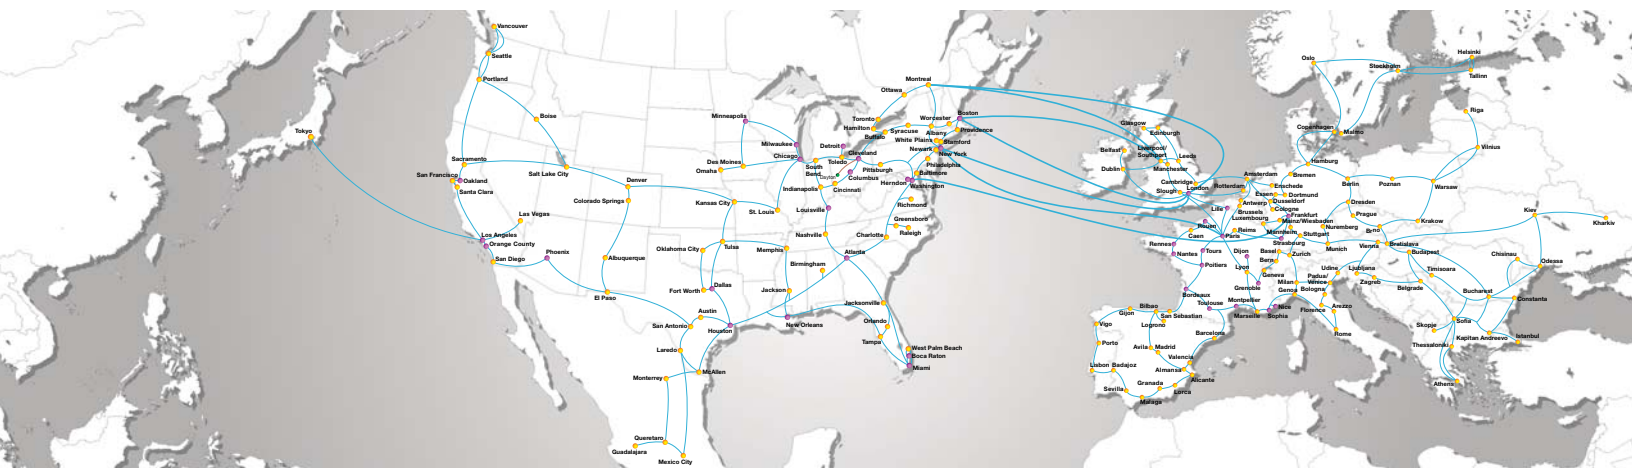 Vancouver
Seattle
Portland
Boise
Sacramento
San Francisco
Oakland
Santa Clara
Salt Lake City
Las Vegas
Los Angeles
Orange County
San Diego
Phoenix
Tokyo
Denver
Colorado Springs
Albuquerque
El Paso
Minneapolis
Milwaukee
Chicago
Des Moines
Omaha
Kansas City
St. Louis
Oklahoma City
Tulsa
Memphis
Fort Worth
Dallas
Jackson
Austin
San Antonio
Houston
New Orleans
Laredo
McAllen
Monterrey
Queretaro
Guadalajara
Mexico City
Montreal
Ottawa
Toronto
Hamilton
Buffalo
Syracuse
Worcester
Albany
Boston
Providence
White Plains
Stamford
Newark
New York
Philadelphia
Baltimore
Washington
Herndon
Detroit
Toledo
Cleveland
South
Bend
Dayton
Pittsburgh
Columbus
Cincinnati
Indianapolis
Louisville
Richmond
Greensboro
Raleigh
Charlotte
Nashville
Atlanta
Birmingham
Jacksonville
Orlando
Tampa
West Palm Beach
Boca Raton
Miami
Glasgow
Edinburgh
Belfast
Dublin
Liverpool/
Southport
Leeds
Manchester
Cambridge
Slough
London
Oslo
Stockholm
Helsinki
Tallinn
Riga
Vilnius
Copenhagen
Malmo
Hamburg
Bremen
Amsterdam
Rotterdam
Enschede
Essen
Dortmund
Dusseldorf
Antwerp
Cologne
Brussels
Luxembourg
Frankfurt
Mainz/Wiesbaden
Mannheim
Nuremberg
Stuttgart
Strasbourg
Munich
Berlin
Poznan
Warsaw
Dresden
Prague
Krakow
Brno
Vienna
Bratislava
Budapest
Kiev
Kharkiv
Odessa
Chisinau
Lille
Rouen
Caen
Reims
Paris
Rennes
Nantes
Tours
Poitiers
Dijon
Basel
Zurich
Bern
Lyon
Geneva
Grenoble
Bordeaux
Toulouse
Montpellier
Marseille
Nice
Sophia
Milan
Genoa
Padua/
Venice
Bologna
Udine
Florence
Arezzo
Rome
Ljubljana
Zagreb
Timisoara
Belgrade
Bucharest
Constanta
Sofia
Skopje
Kapitan Andreevo
Istanbul
Thessaloniki
Athens
Bilbao
Gijon
San Sebastian
Logrono
Vigo
Porto
Lisbon
Badajoz
Avila
Madrid
Barcelona
Valencia
Almansa
Alicante
Granada
Lorca
Sevilla
Malaga